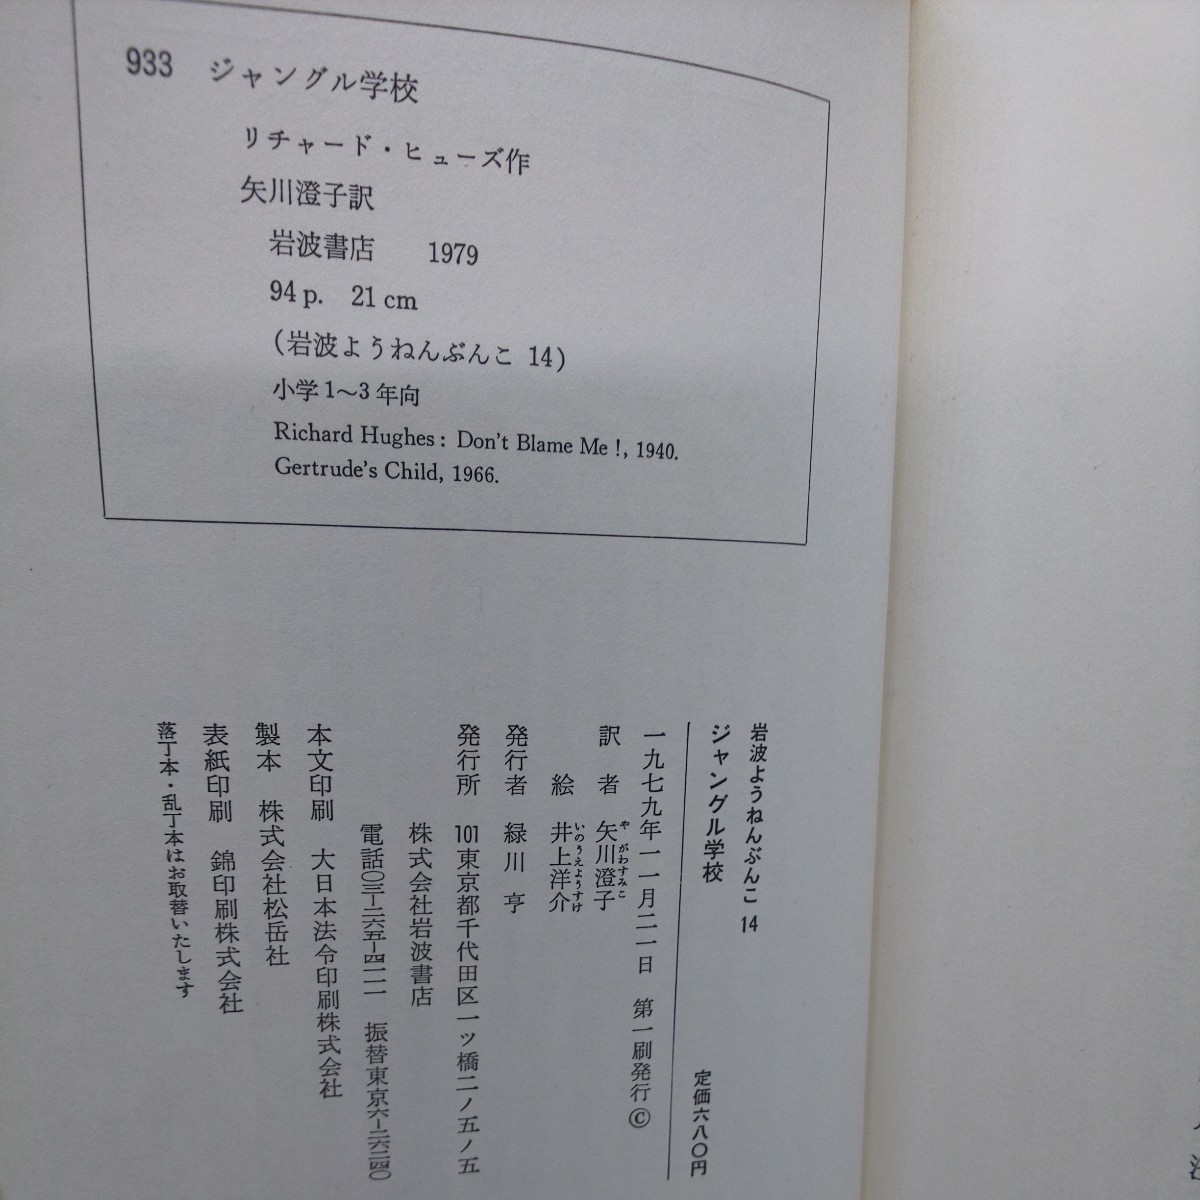 933 ジャングル学校
リチャード・ヒューズ作
矢川澄子訳
岩波書店 1979
94 p. 21 cm
(岩波ようねんぶんこ 14)
小学1〜3年向
Richard Hughes: Don't Blame Me!, 1940.
Gertrude's Child, 1966.
岩波ようねんぶんこ 14
ジャングル学校
定価六八〇円
一九七九年一一月二一日 第一刷発行 ©
訳者 矢川澄子
やがわすみこ
絵 井上洋介
いのうえようすけ
発行者 緑川亨
発行所 101東京都千代田区一ツ橋二ノ五ノ五
株式会社岩波書店
電話〇三―二六五―四一一一 振替東京六―二六二四〇
本文印刷 大日本法令印刷株式会社
製本 株式会社松岳社
表紙印刷 錦印刷株式会社
落丁本・乱丁本はお取替いたします